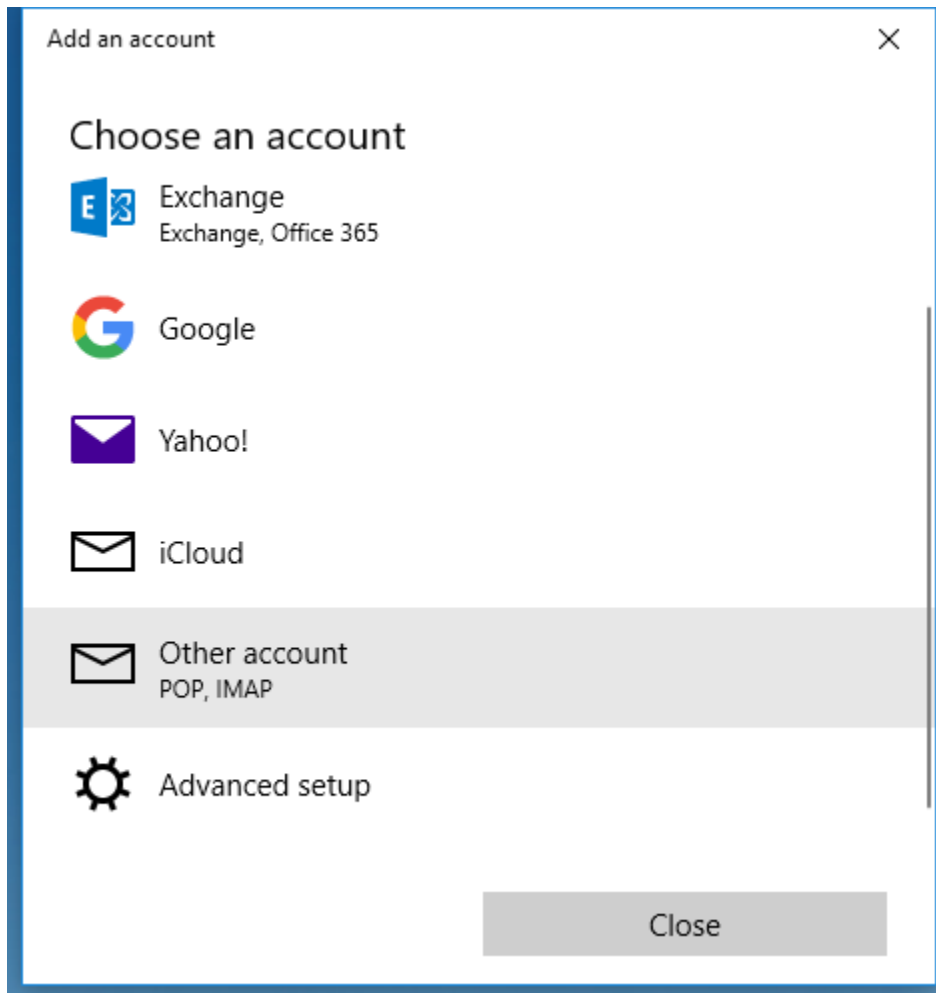 Add an account
Choose an account
Exchange
Exchange, Office 365
Google
Yahoo!
iCloud
Other account
POP, IMAP
Advanced setup
Close